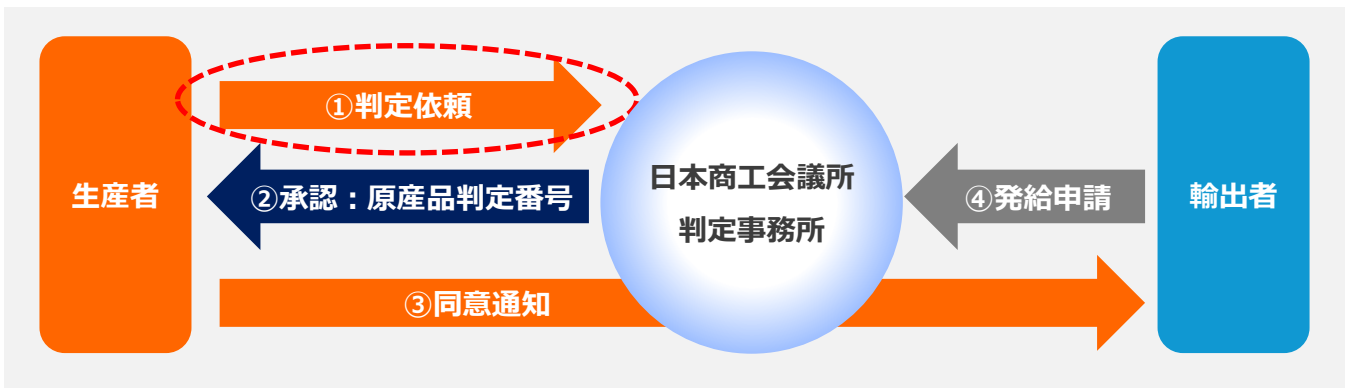 ①判定依頼
生産者
②承認：原産品判定番号
日本商工会議所
判定事務所
④発給申請
輸出者
③同意通知